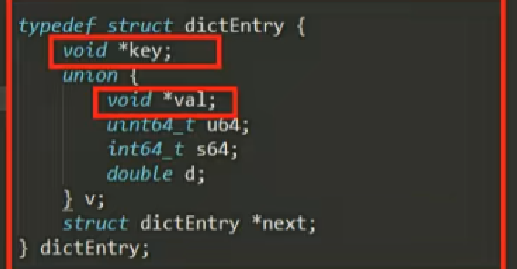 typedef struct dictEntry {
void *key;
union {
void *val;
uint64_t u64;
int64_t s64;
double d;
} v;
struct dictEntry *next;
} dictEntry;